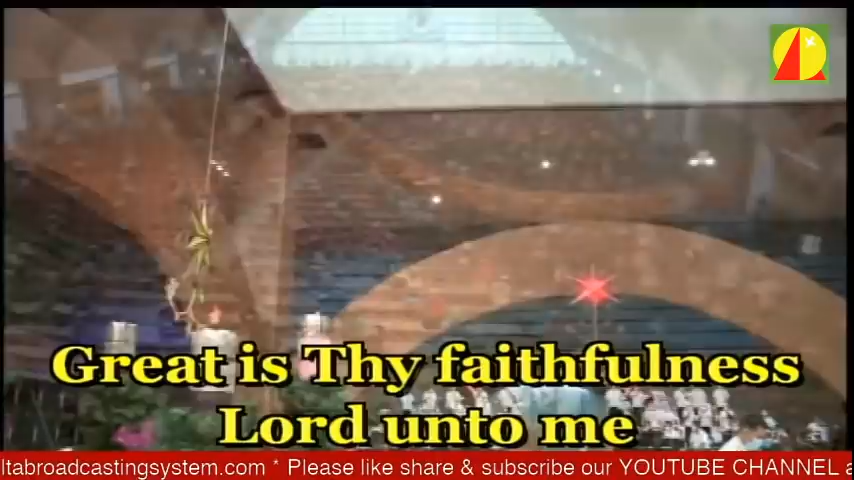 Great is Thy faithfulness
Lord unto me
ltabroadcastingsystem.com * Please like share & subscribe our YOUTUBE CHANNEL a